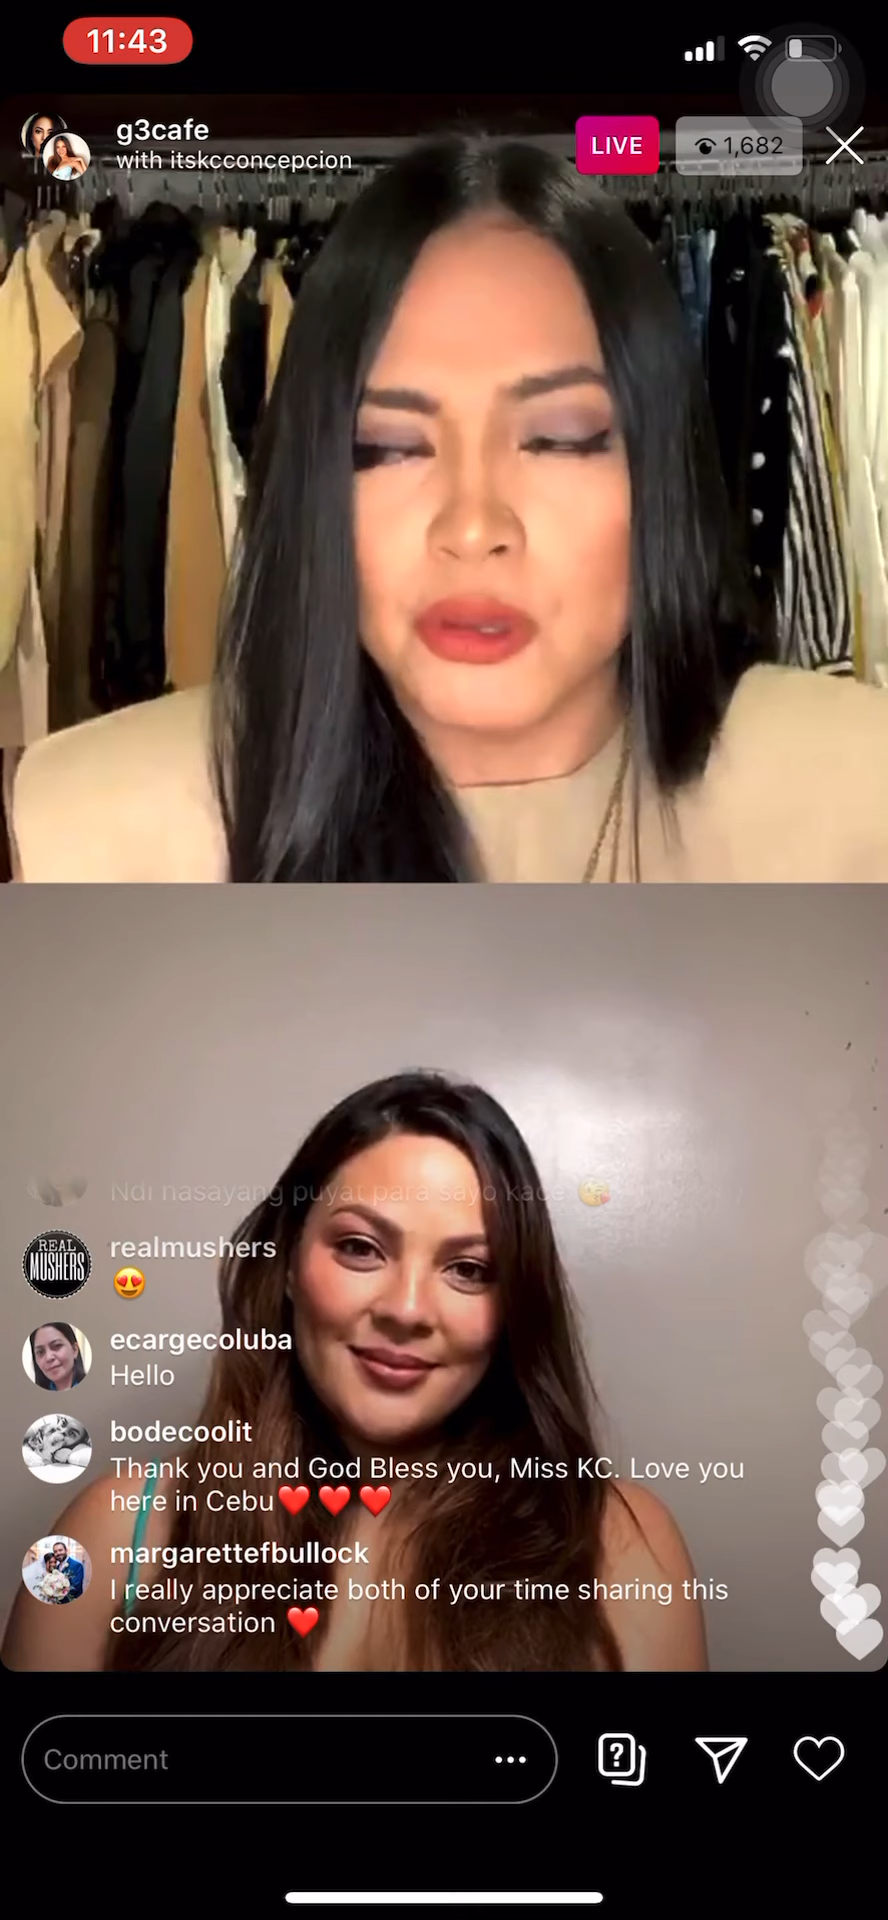 11:43
g3cafe
with itskcconcepcion
LIVE
1,682
Ndi nasayang puyat para sayo kace 😘
realmushers
REAL
MUSHERS
😍
ecargecoluba
Hello
bodecoolit
Thank you and God Bless you, Miss KC. Love you
here in Cebu❤️ ❤️ ❤️
margarettefbullock
I really appreciate both of your time sharing this
conversation ❤️
Comment